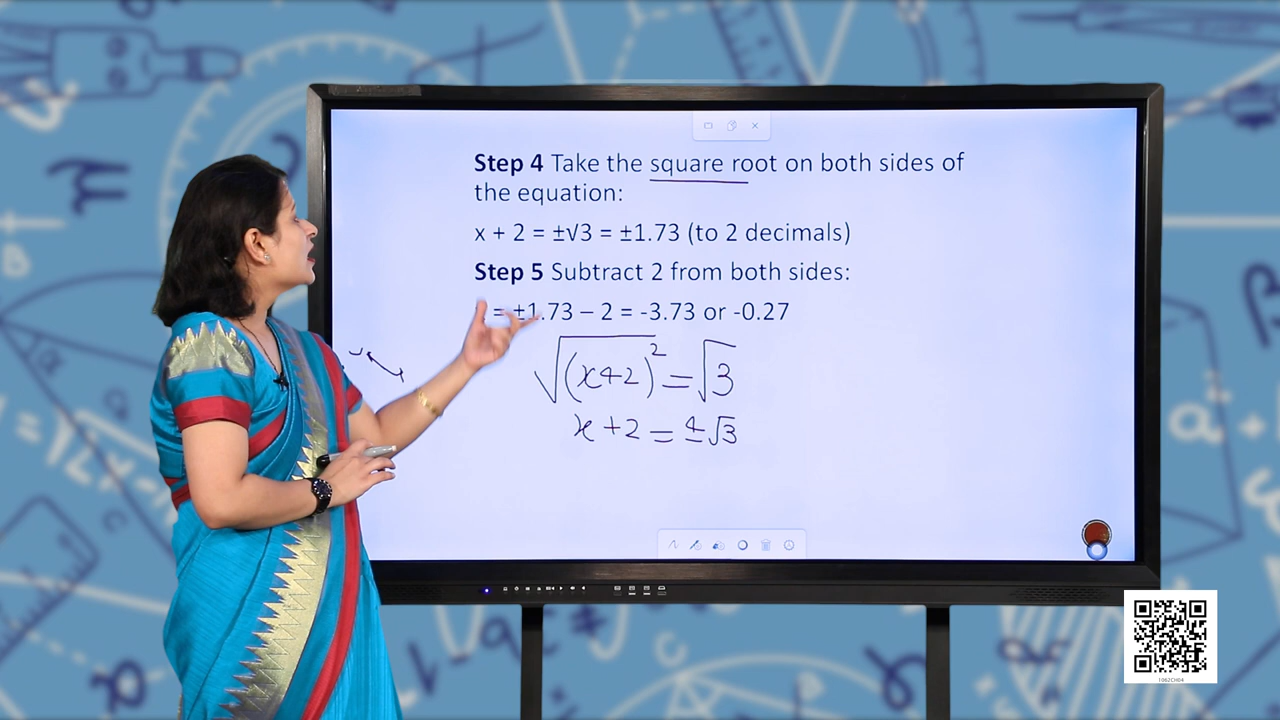 Step 4 Take the square root on both sides of
the equation:
x + 2 = ±√3 = ±1.73 (to 2 decimals)
Step 5 Subtract 2 from both sides:
= ±1.73 – 2 = -3.73 or -0.27
√(x+2)² = √3
x + 2 = ±√3
1062CH04